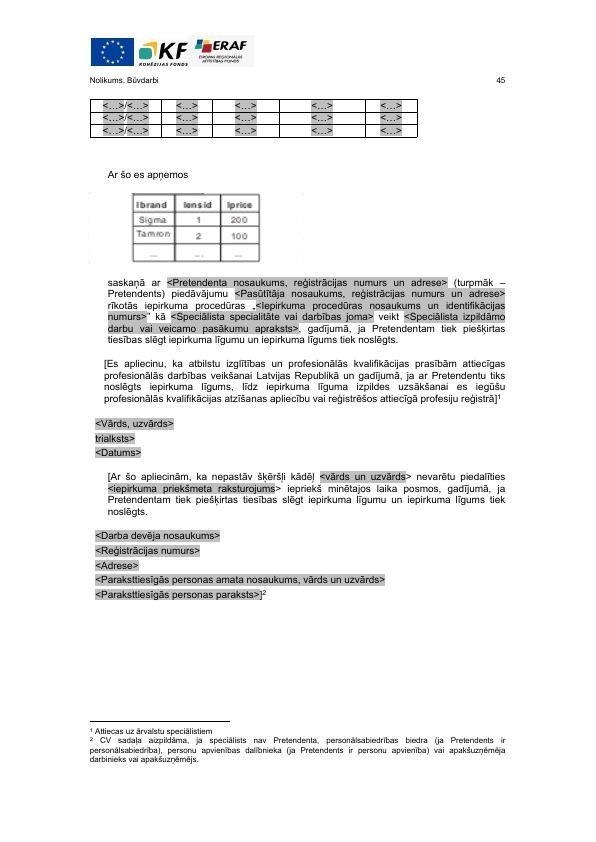 KF
KOHĒZIJAS FONDS
ERAF
EIROPAS REĢIONĀLĀS
ATTĪSTĪBAS FONDS
Nolikums. Būvdarbi 45
<...>/<...> <...> <...> <...> <...>
<...>/<...> <...> <...> <...> <...>
<...>/<...> <...> <...> <...> <...>
Ar šo es apņemos
lbrand lensid lprice
Sigma 1 200
Tamron 2 100
... ... ...
saskaņā ar <Pretendenta nosaukums, reģistrācijas numurs un adrese> (turpmāk –
Pretendents) piedāvājumu <Pasūtītāja nosaukums, reģistrācijas numurs un adrese>
rīkotās iepirkuma procedūras „<Iepirkuma procedūras nosaukums un identifikācijas
numurs>” kā <Speciālista specialitāte vai darbības joma> veikt <Speciālista izpildāmo
darbu vai veicamo pasākumu apraksts>, gadījumā, ja Pretendentam tiek piešķirtas
tiesības slēgt iepirkuma līgumu un iepirkuma līgums tiek noslēgts.
[Es apliecinu, ka atbilstu izglītības un profesionālās kvalifikācijas prasībām attiecīgas
profesionālās darbības veikšanai Latvijas Republikā un gadījumā, ja ar Pretendentu tiks
noslēgts iepirkuma līgums, līdz iepirkuma līguma izpildes uzsākšanai es iegūšu
profesionālās kvalifikācijas atzīšanas apliecību vai reģistrēšos attiecīgā profesiju reģistrā]¹
<Vārds, uzvārds>
trialksts>
<Datums>
[Ar šo apliecinām, ka nepastāv šķēršļi kādēļ <vārds un uzvārds> nevarētu piedalīties
<iepirkuma priekšmeta raksturojums> iepriekš minētajos laika posmos, gadījumā, ja
Pretendentam tiek piešķirtas tiesības slēgt iepirkuma līgumu un iepirkuma līgums tiek
noslēgts.
<Darba devēja nosaukums>
<Reģistrācijas numurs>
<Adrese>
<Paraksttiesīgās personas amata nosaukums, vārds un uzvārds>
<Paraksttiesīgās personas paraksts>]²
¹ Attiecas uz ārvalstu speciālistiem
² CV sadaļa aizpildāma, ja speciālists nav Pretendenta, personālsabiedrības biedra (ja Pretendents ir
personālsabiedrība), personu apvienības dalībnieka (ja Pretendents ir personu apvienība) vai apakšuzņēmēja
darbinieks vai apakšuzņēmējs.